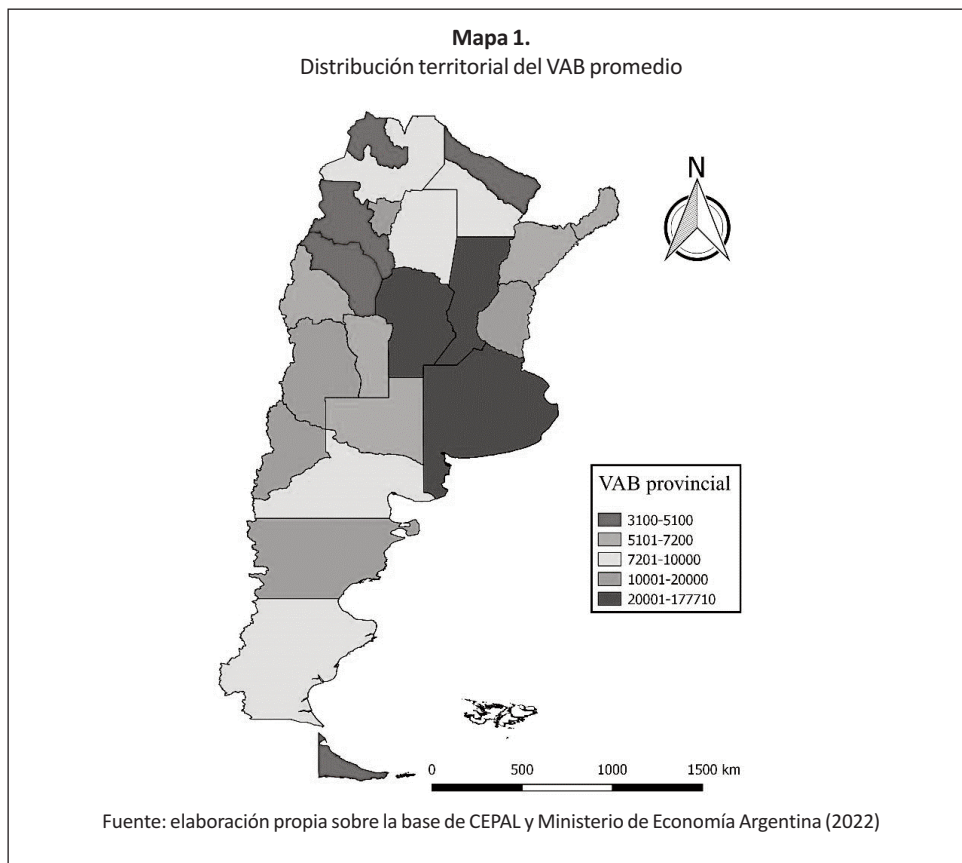 Mapa 1.
Distribución territorial del VAB promedio
N
VAB provincial
3100-5100
5101-7200
7201-10000
10001-20000
20001-177710
0 500 1000 1500 km
Fuente: elaboración propia sobre la base de CEPAL y Ministerio de Economía Argentina (2022)